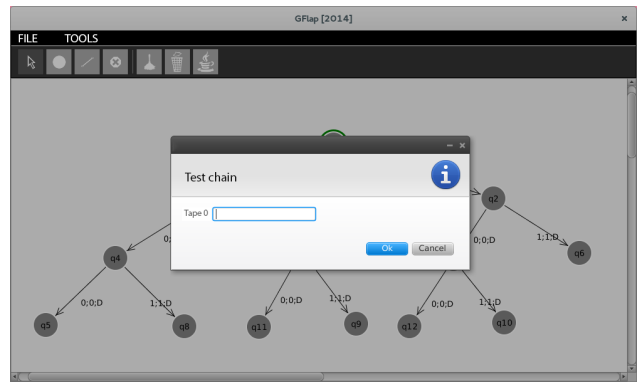 GFlap [2014]
FILE TOOLS
Test chain
Tape 0
Ok Cancel
q2
0;0;D
1;1;D
q6
q4
0;0;D
1;1;D
q5
q8
0;0;D
1;1;D
q11
q9
0;0;D
1;1;D
q12
q10